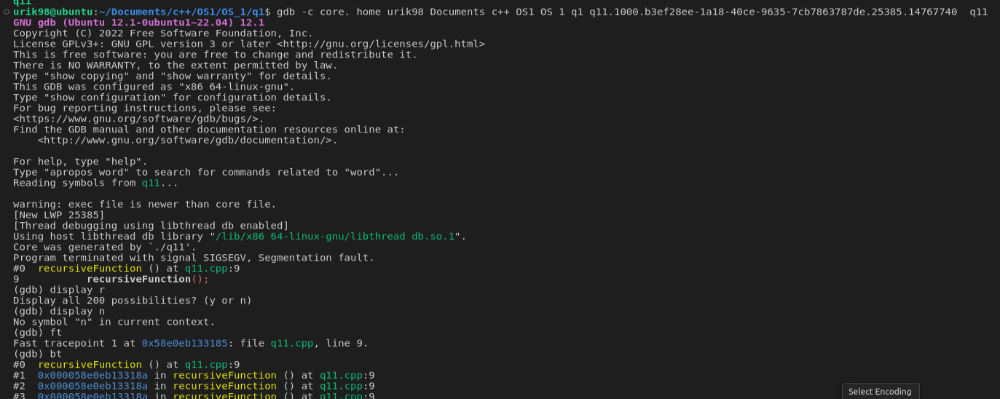 q11
urik98@ubuntu:~/Documents/c++/OS1/OS_1/q1$ gdb -c core. home urik98 Documents c++ OS1 OS 1 q1 q11.1000.b3ef28ee-1a18-40ce-9635-7cb7863787de.25385.14767740  q11
GNU gdb (Ubuntu 12.1-0ubuntu1~22.04) 12.1
Copyright (C) 2022 Free Software Foundation, Inc.
License GPLv3+: GNU GPL version 3 or later <http://gnu.org/licenses/gpl.html>
This is free software: you are free to change and redistribute it.
There is NO WARRANTY, to the extent permitted by law.
Type "show copying" and "show warranty" for details.
This GDB was configured as "x86 64-linux-gnu".
Type "show configuration" for configuration details.
For bug reporting instructions, please see:
<https://www.gnu.org/software/gdb/bugs/>.
Find the GDB manual and other documentation resources online at:
    <http://www.gnu.org/software/gdb/documentation/>.
For help, type "help".
Type "apropos word" to search for commands related to "word"...
Reading symbols from q11...
warning: exec file is newer than core file.
[New LWP 25385]
[Thread debugging using libthread db enabled]
Using host libthread db library "/lib/x86 64-linux-gnu/libthread db.so.1".
Core was generated by `./q11'.
Program terminated with signal SIGSEGV, Segmentation fault.
#0  recursiveFunction () at q11.cpp:9
9           recursiveFunction();
(gdb) display r
Display all 200 possibilities? (y or n)
(gdb) display n
No symbol "n" in current context.
(gdb) ft
Fast tracepoint 1 at 0x58e0eb133185: file q11.cpp, line 9.
(gdb) bt
#0  recursiveFunction () at q11.cpp:9
#1  0x000058e0eb13318a in recursiveFunction () at q11.cpp:9
#2  0x000058e0eb13318a in recursiveFunction () at q11.cpp:9
#3  0x000058e0eb13318a in recursiveFunction () at q11.cpp:9
Select Encoding